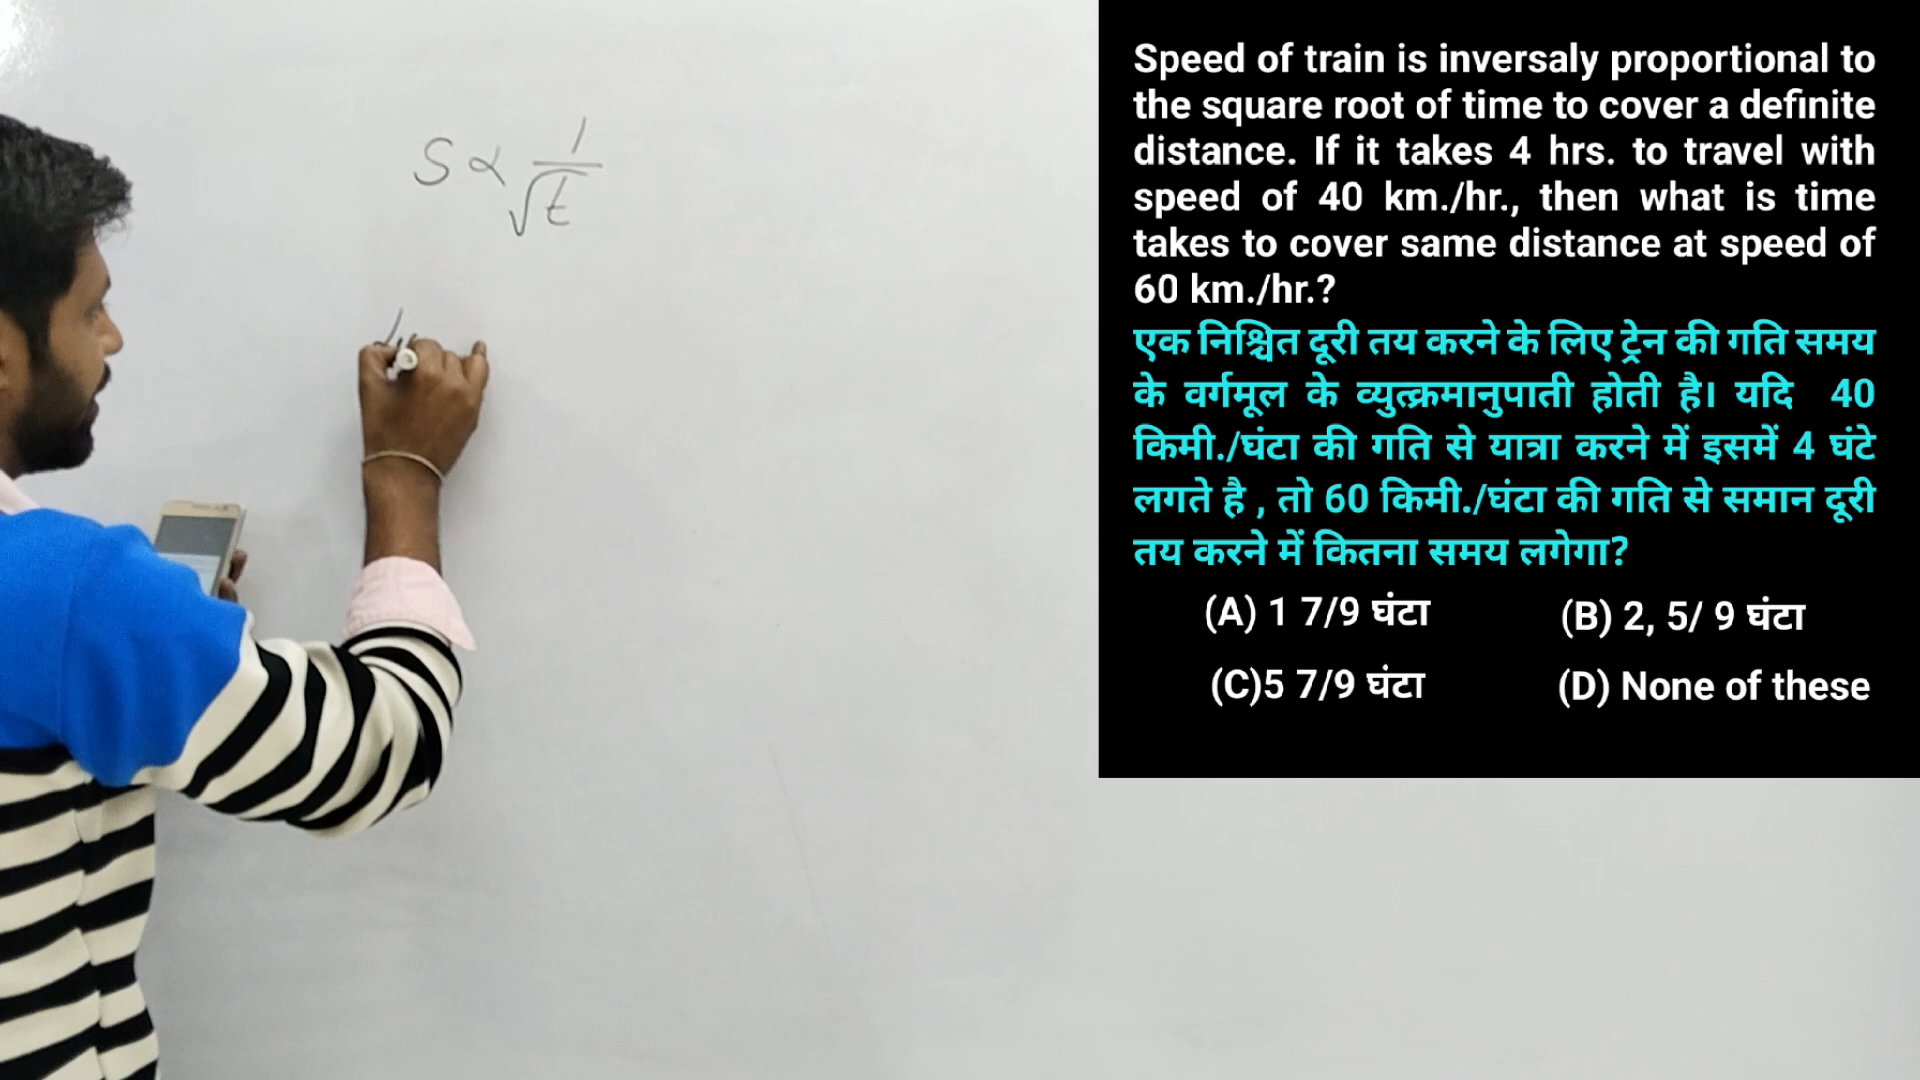 S ∝ 1/√t
Speed of train is inversaly proportional to
the square root of time to cover a definite
distance. If it takes 4 hrs. to travel with
speed of 40 km./hr., then what is time
takes to cover same distance at speed of
60 km./hr.?
एक निश्चित दूरी तय करने के लिए ट्रेन की गति समय
के वर्गमूल के व्युत्क्रमानुपाती होती है। यदि 40
किमी./घंटा की गति से यात्रा करने में इसमें 4 घंटे
लगते है , तो 60 किमी./घंटा की गति से समान दूरी
तय करने में कितना समय लगेगा?
(A) 1 7/9 घंटा (B) 2, 5/ 9 घंटा
(C)5 7/9 घंटा (D) None of these